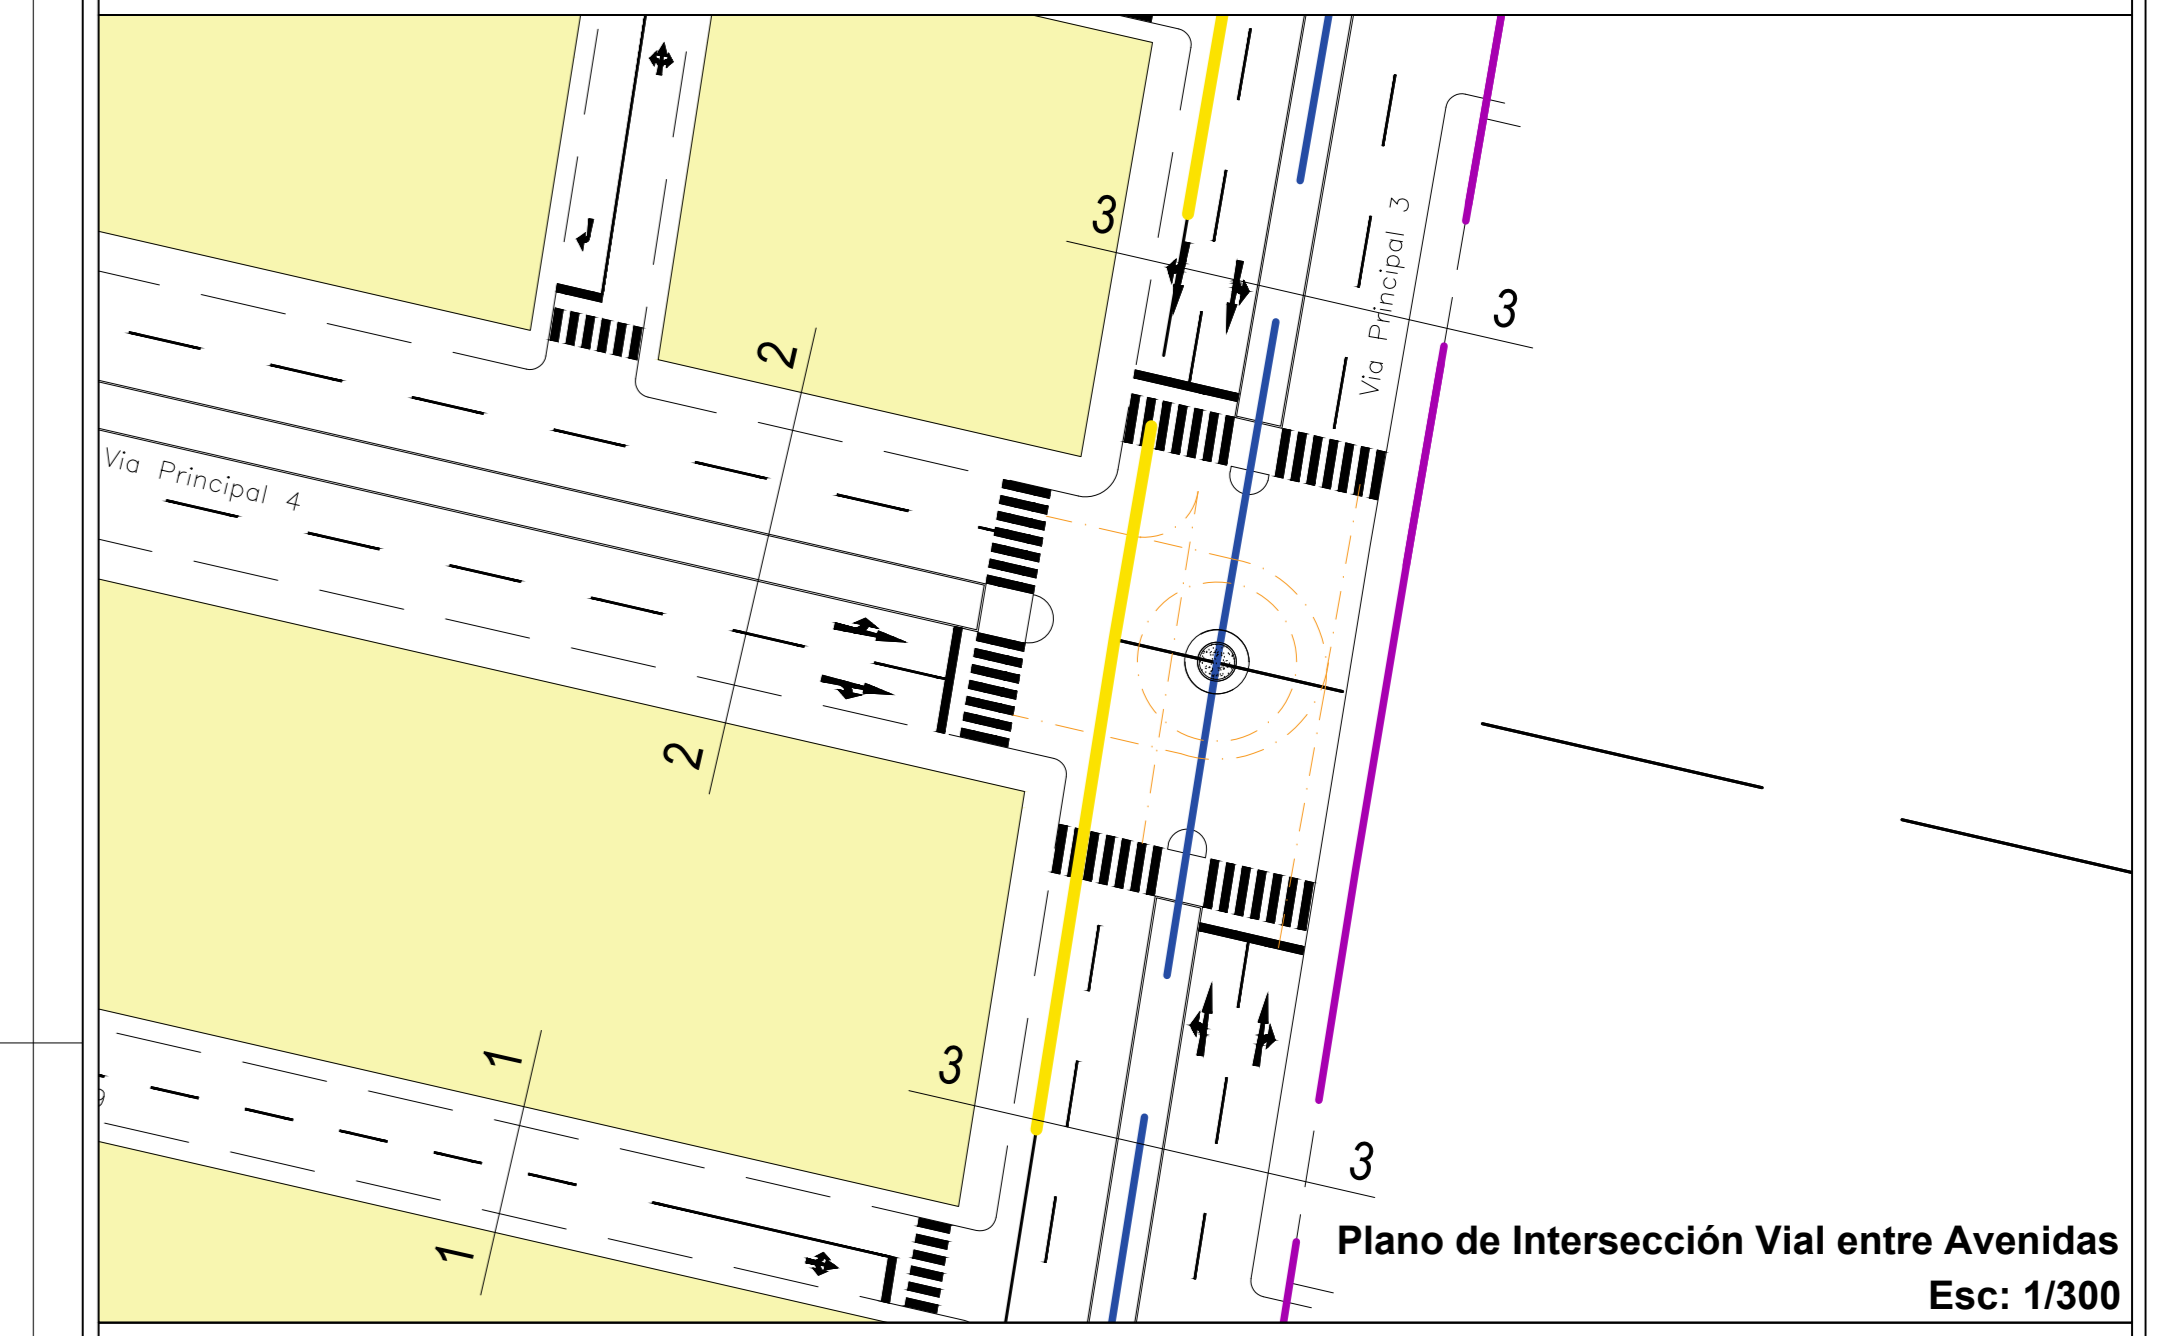 3
3
Via Principal 3
2
Via Principal 4
2
1
3
9
3
1
Plano de Intersección Vial entre Avenidas
Esc: 1/300